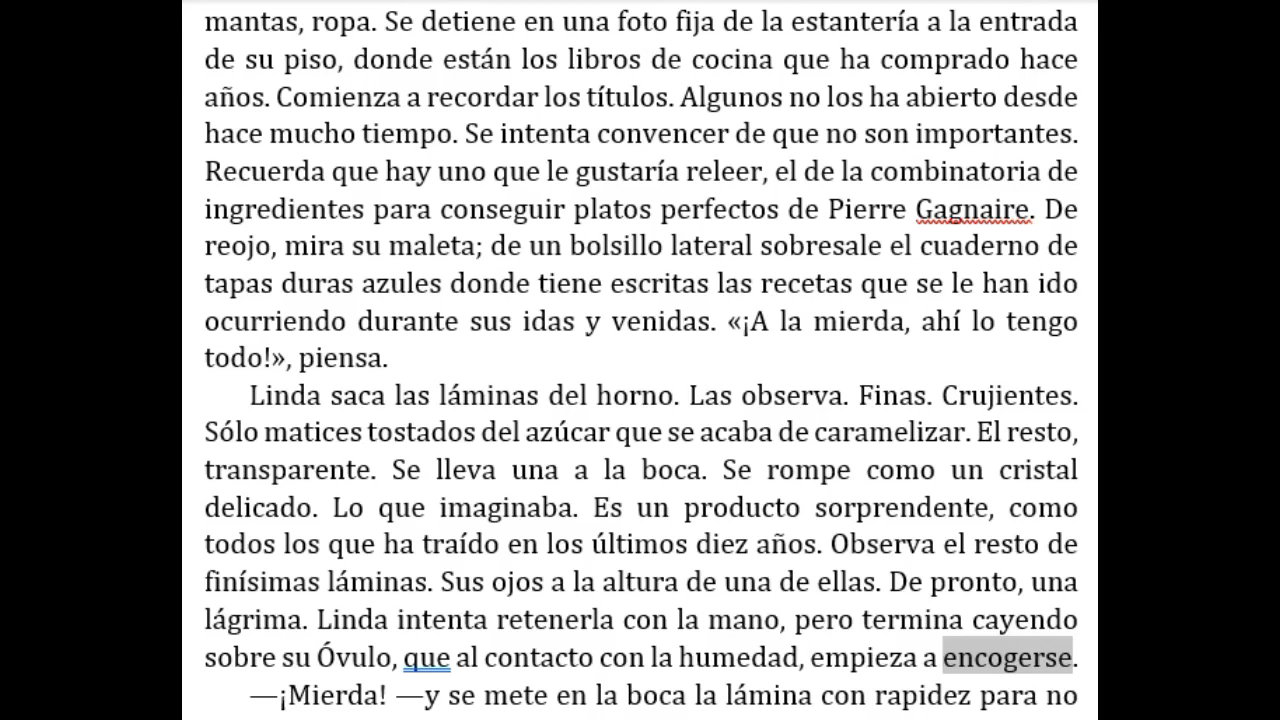 mantas, ropa. Se detiene en una foto fija de la estantería a la entrada
de su piso, donde están los libros de cocina que ha comprado hace
años. Comienza a recordar los títulos. Algunos no los ha abierto desde
hace mucho tiempo. Se intenta convencer de que no son importantes.
Recuerda que hay uno que le gustaría releer, el de la combinatoria de
ingredientes para conseguir platos perfectos de Pierre Gagnaire. De
reojo, mira su maleta; de un bolsillo lateral sobresale el cuaderno de
tapas duras azules donde tiene escritas las recetas que se le han ido
ocurriendo durante sus idas y venidas. «¡A la mierda, ahí lo tengo
todo!», piensa.
Linda saca las láminas del horno. Las observa. Finas. Crujientes.
Sólo matices tostados del azúcar que se acaba de caramelizar. El resto,
transparente. Se lleva una a la boca. Se rompe como un cristal
delicado. Lo que imaginaba. Es un producto sorprendente, como
todos los que ha traído en los últimos diez años. Observa el resto de
finísimas láminas. Sus ojos a la altura de una de ellas. De pronto, una
lágrima. Linda intenta retenerla con la mano, pero termina cayendo
sobre su Óvulo, que al contacto con la humedad, empieza a encogerse.
—¡Mierda! —y se mete en la boca la lámina con rapidez para no